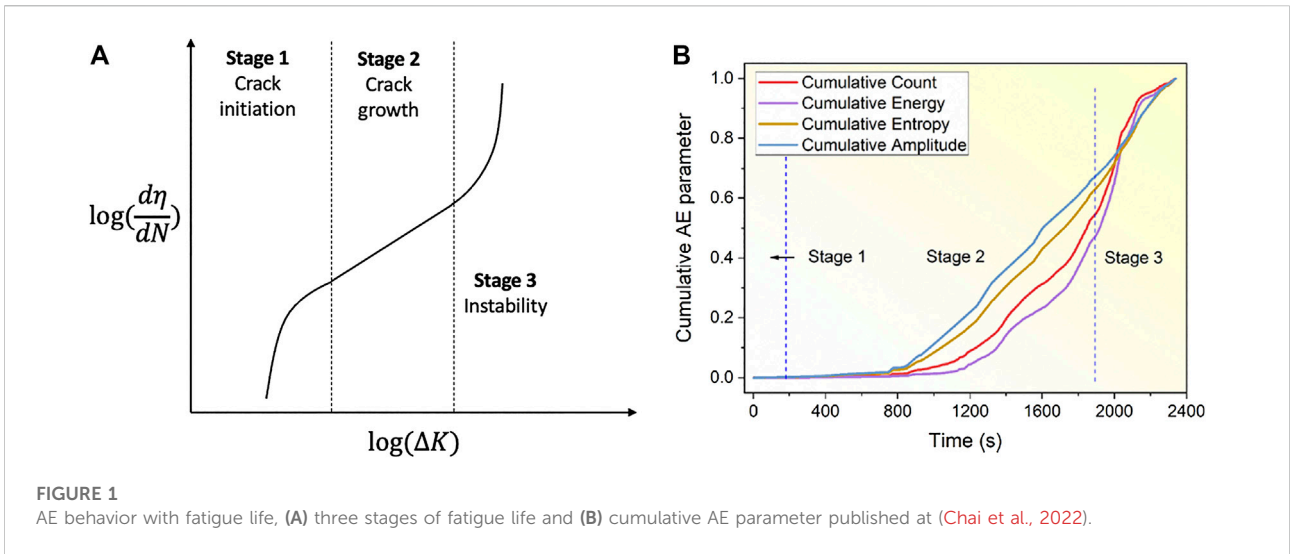 A
Stage 1
Crack
initiation
Stage 2
Crack
growth
Stage 3
Instability
log(dη/dN)
log(ΔK)
B
Cumulative Count
Cumulative Energy
Cumulative Entropy
Cumulative Amplitude
1.0
0.8
0.6
0.4
0.2
0.0
Cumulative AE parameter
Stage 1
Stage 2
Stage 3
0 400 800 1200 1600 2000 2400
Time (s)
FIGURE 1
AE behavior with fatigue life, (A) three stages of fatigue life and (B) cumulative AE parameter published at (Chai et al., 2022).